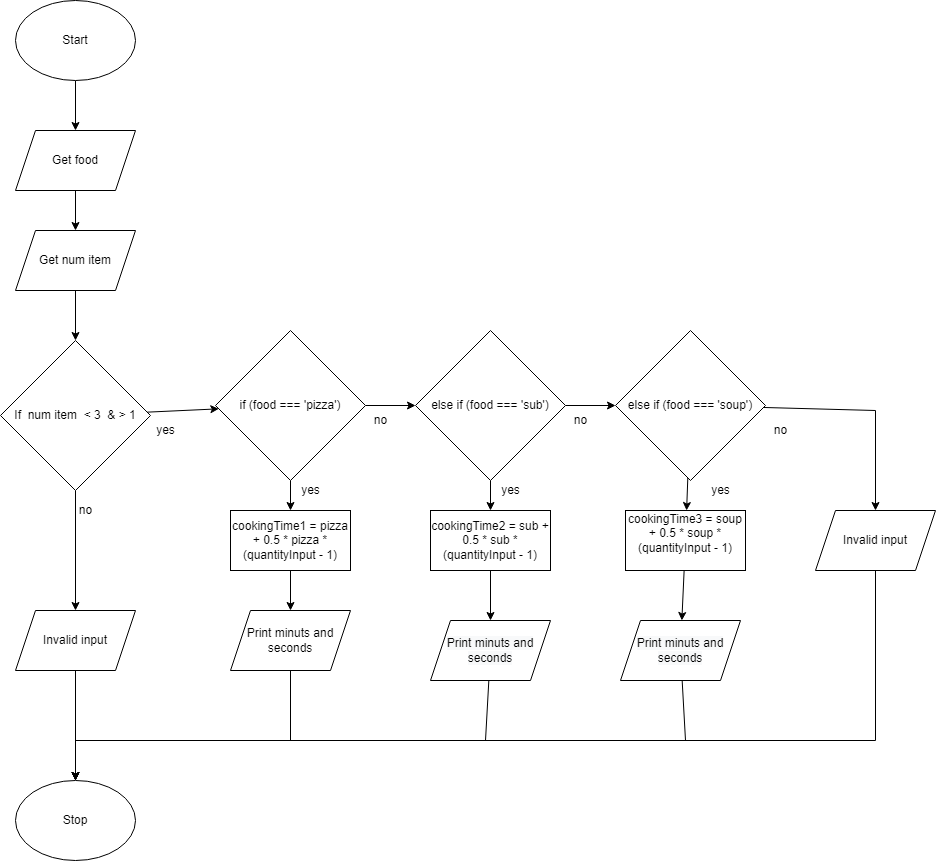 Start
Get food
Get num item
If  num item  < 3  & > 1
yes
no
if (food === 'pizza')
no
yes
else if (food === 'sub')
no
yes
else if (food === 'soup')
no
yes
cookingTime1 = pizza
+ 0.5 * pizza *
(quantityInput - 1)
cookingTime2 = sub +
0.5 * sub *
(quantityInput - 1)
cookingTime3 = soup
+ 0.5 * soup *
(quantityInput - 1)
Invalid input
Invalid input
Print minuts and
seconds
Print minuts and
seconds
Print minuts and
seconds
Stop